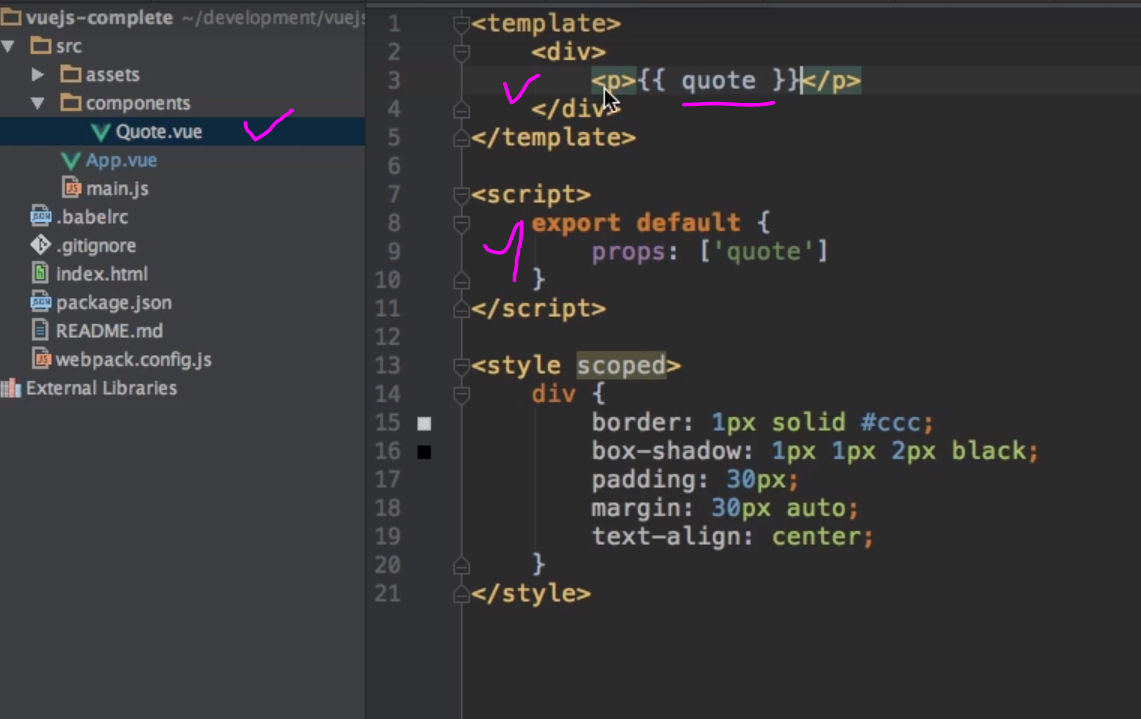 vuejs-complete ~/development/vuejs
src
assets
components
Quote.vue
App.vue
main.js
.babelrc
.gitignore
index.html
package.json
README.md
webpack.config.js
External Libraries
1 <template>
2 <div>
3 <p>{{ quote }}</p>
4 </div>
5 </template>
6
7 <script>
8 export default {
9 props: ['quote']
10 }
11 </script>
12
13 <style scoped>
14 div {
15 border: 1px solid #ccc;
16 box-shadow: 1px 1px 2px black;
17 padding: 30px;
18 margin: 30px auto;
19 text-align: center;
20 }
21 </style>